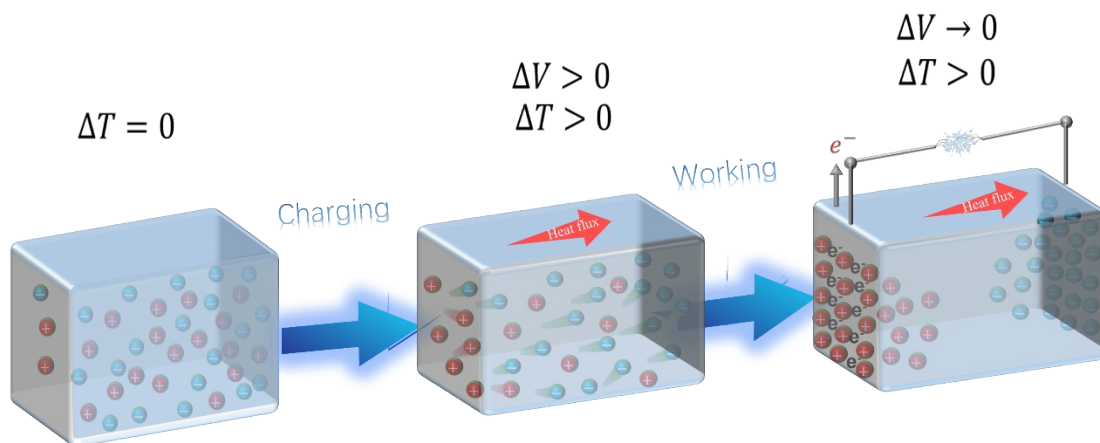 ΔT = 0
Charging
ΔV > 0
ΔT > 0
Heat flux
Working
ΔV → 0
ΔT > 0
e⁻
Heat flux
e⁻
e⁻
e⁻
e⁻
e⁻
e⁻
e⁻
e⁻